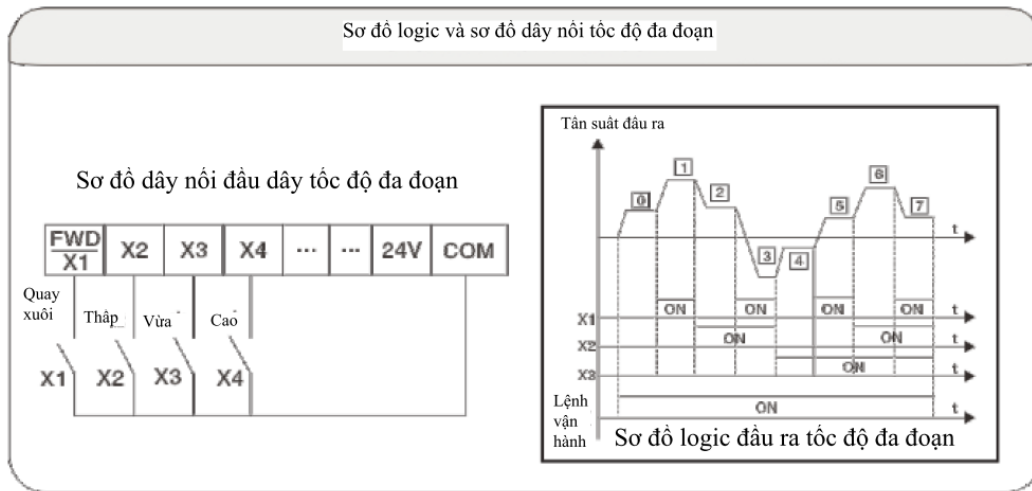 Sơ đồ logic và sơ đồ dây nối tốc độ đa đoạn
Sơ đồ dây nối đầu dây tốc độ đa đoạn
FWD
X1
X2
X3
X4
...
...
24V
COM
Quay
xuôi
Thấp
Vừa
Cao
X1
X2
X3
X4
Tần suất đầu ra
0
1
2
3
4
5
6
7
t
X1
ON
ON
ON
ON
t
X2
ON
ON
t
X3
ON
t
Lệnh
vận
hành
ON
t
Sơ đồ logic đầu ra tốc độ đa đoạn